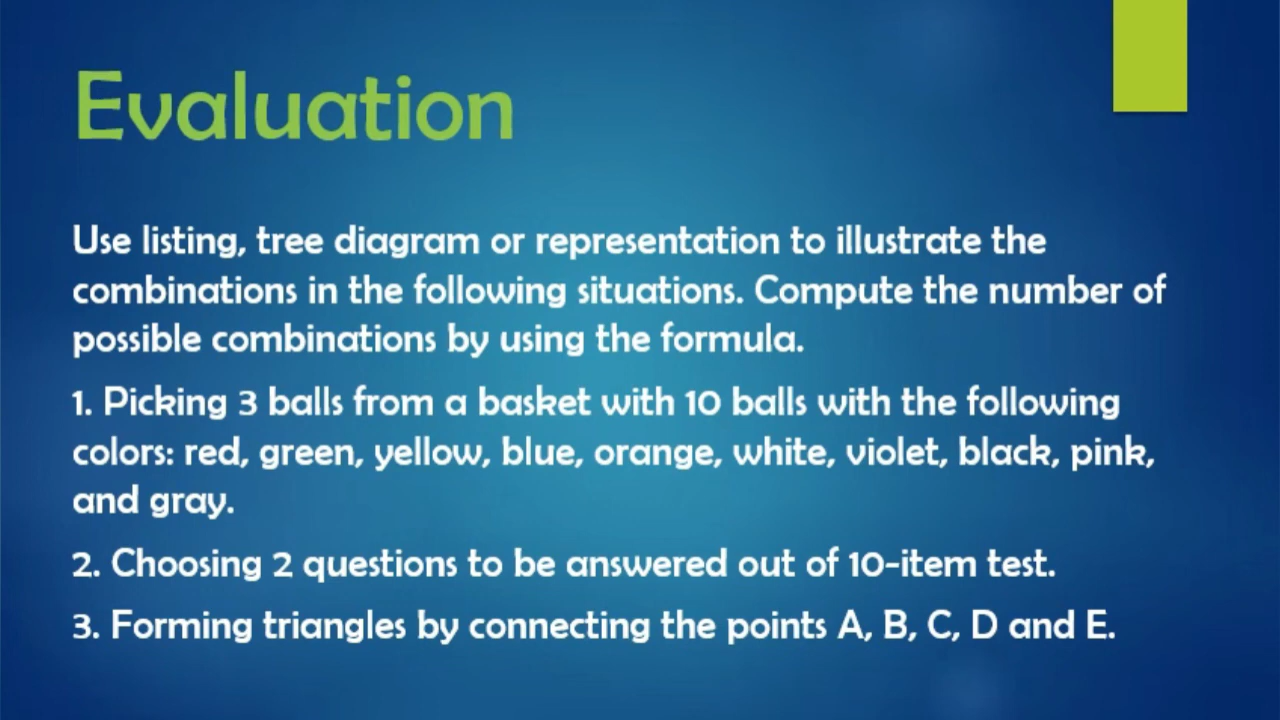 Evaluation
Use listing, tree diagram or representation to illustrate the
combinations in the following situations. Compute the number of
possible combinations by using the formula.
1. Picking 3 balls from a basket with 10 balls with the following
colors: red, green, yellow, blue, orange, white, violet, black, pink,
and gray.
2. Choosing 2 questions to be answered out of 10-item test.
3. Forming triangles by connecting the points A, B, C, D and E.